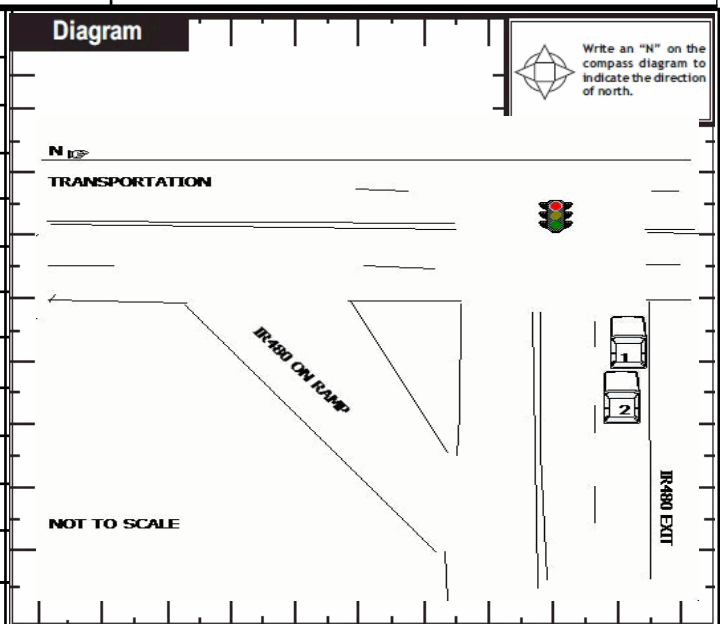 Diagram
Write an “N” on the
compass diagram to
indicate the direction
of north.
N
TRANSPORTATION
IR480 ON RAMP
1
2
IR480 EXIT
NOT TO SCALE